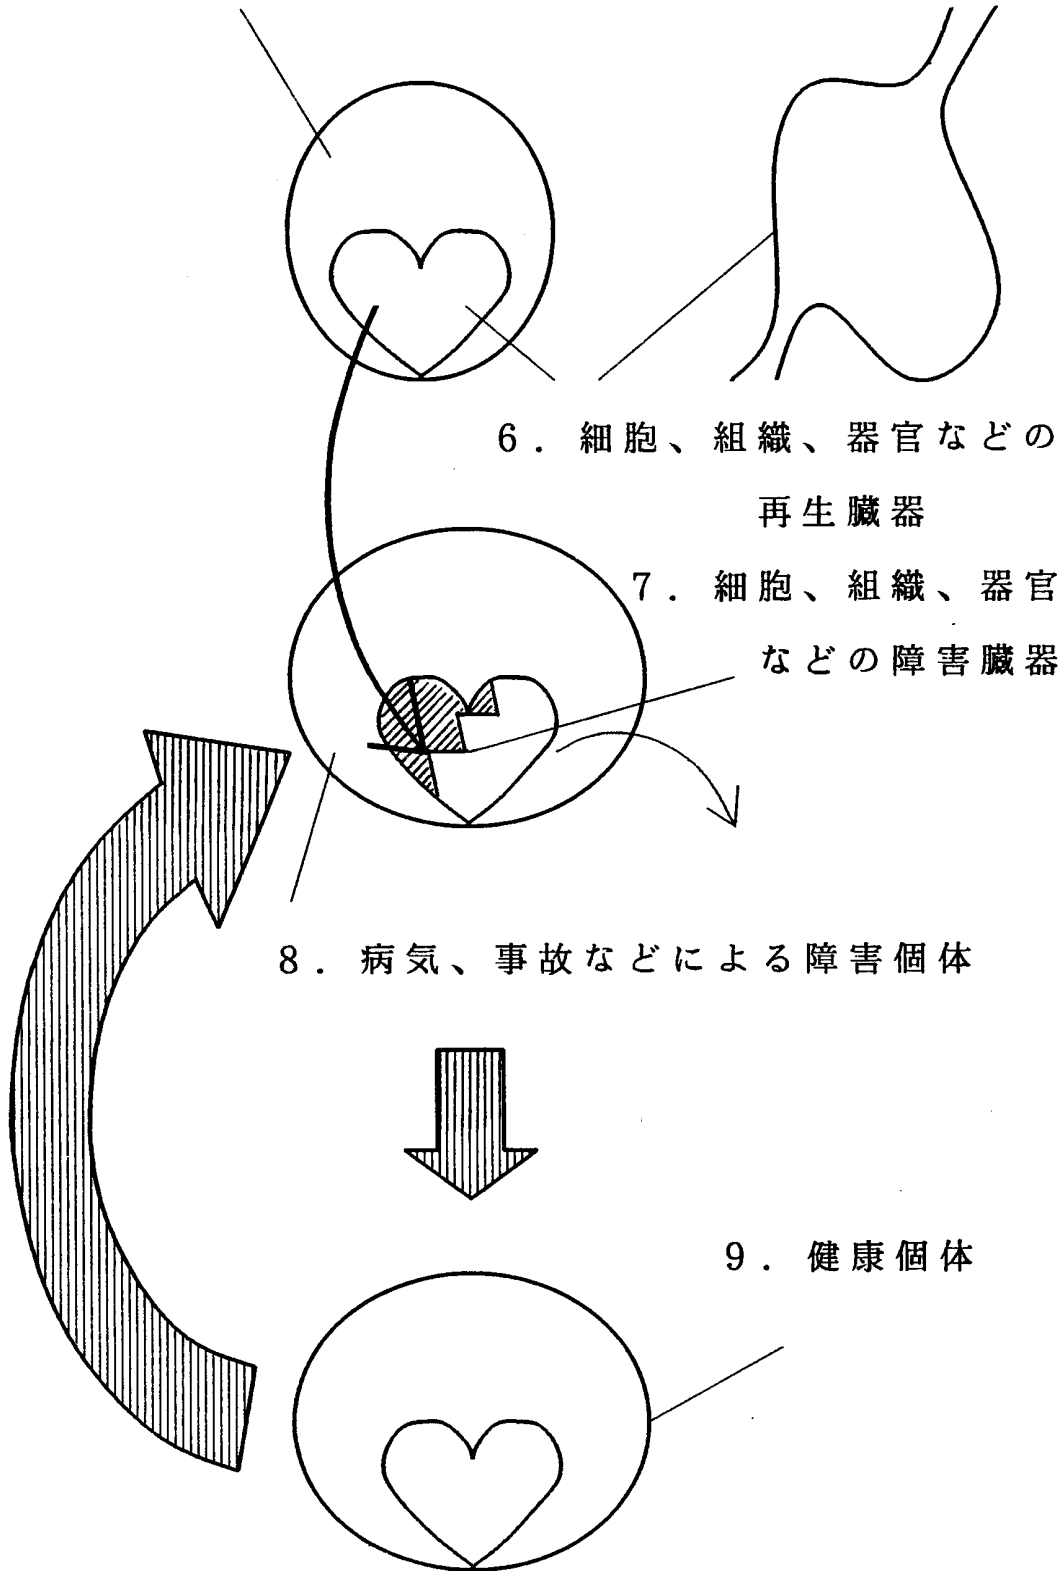 6．細胞、組織、器官などの
再生臓器
7．細胞、組織、器官
などの障害臓器
8．病気、事故などによる障害個体
9．健康個体